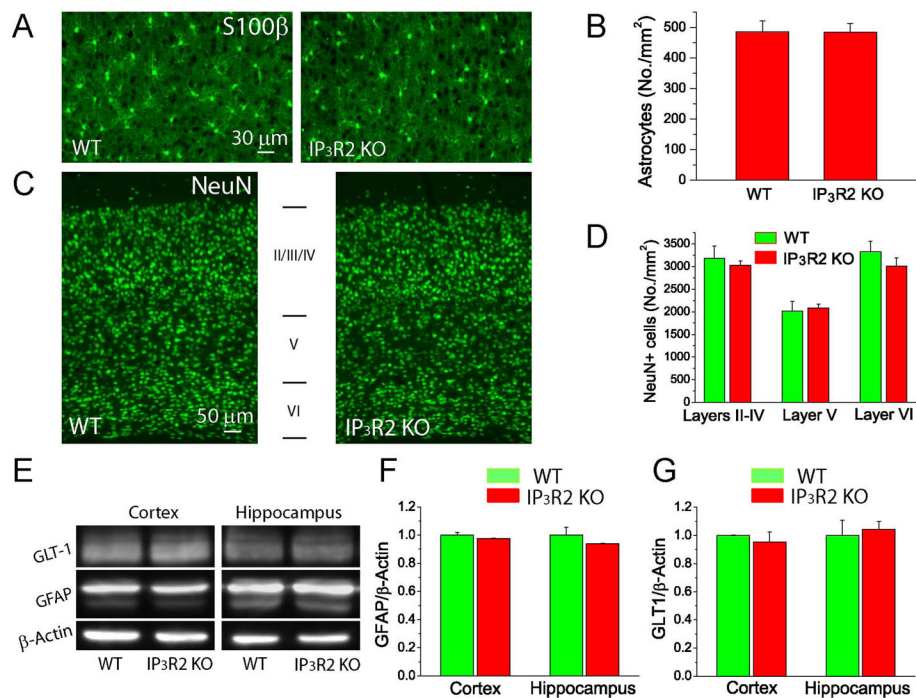 A
S100β
WT
30 µm
IP₃R2 KO
B
Astrocytes (No./mm²)
500
400
300
200
100
0
WT
IP₃R2 KO
C
NeuN
II/III/IV
V
VI
WT
50 µm
IP₃R2 KO
D
NeuN+ cells (No./mm²)
3500
3000
2500
2000
1500
1000
500
0
WT
IP₃R2 KO
Layers II-IV
Layer V
Layer VI
E
Cortex
Hippocampus
GLT-1
GFAP
β-Actin
WT
IP₃R2 KO
WT
IP₃R2 KO
F
WT
IP₃R2 KO
GFAP/β-Actin
1.2
1.0
0.8
0.6
0.4
0.2
0.0
Cortex
Hippocampus
G
WT
IP₃R2 KO
GLT1/β-Actin
1.2
1.0
0.8
0.6
0.4
0.2
0.0
Cortex
Hippocampus